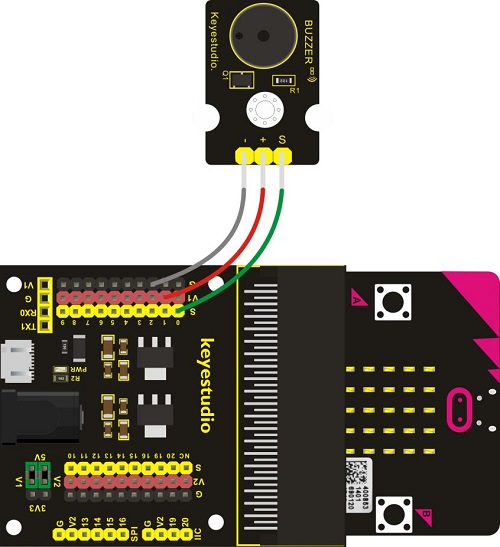 Keyestudio.
BUZZER
Q1
R1
- + S
V1
G
RX0
TX1
G
V1
S
9 8 7 6 5 4 3 2 1 0
PWR
R2
keyestudio
5V
V1
V2
3V3
10 11 12 13 14 15 16 19 20 NC
S
V2
G
G V2 13 14 15 16 SPI
G V2 19 20 IIC
A
B